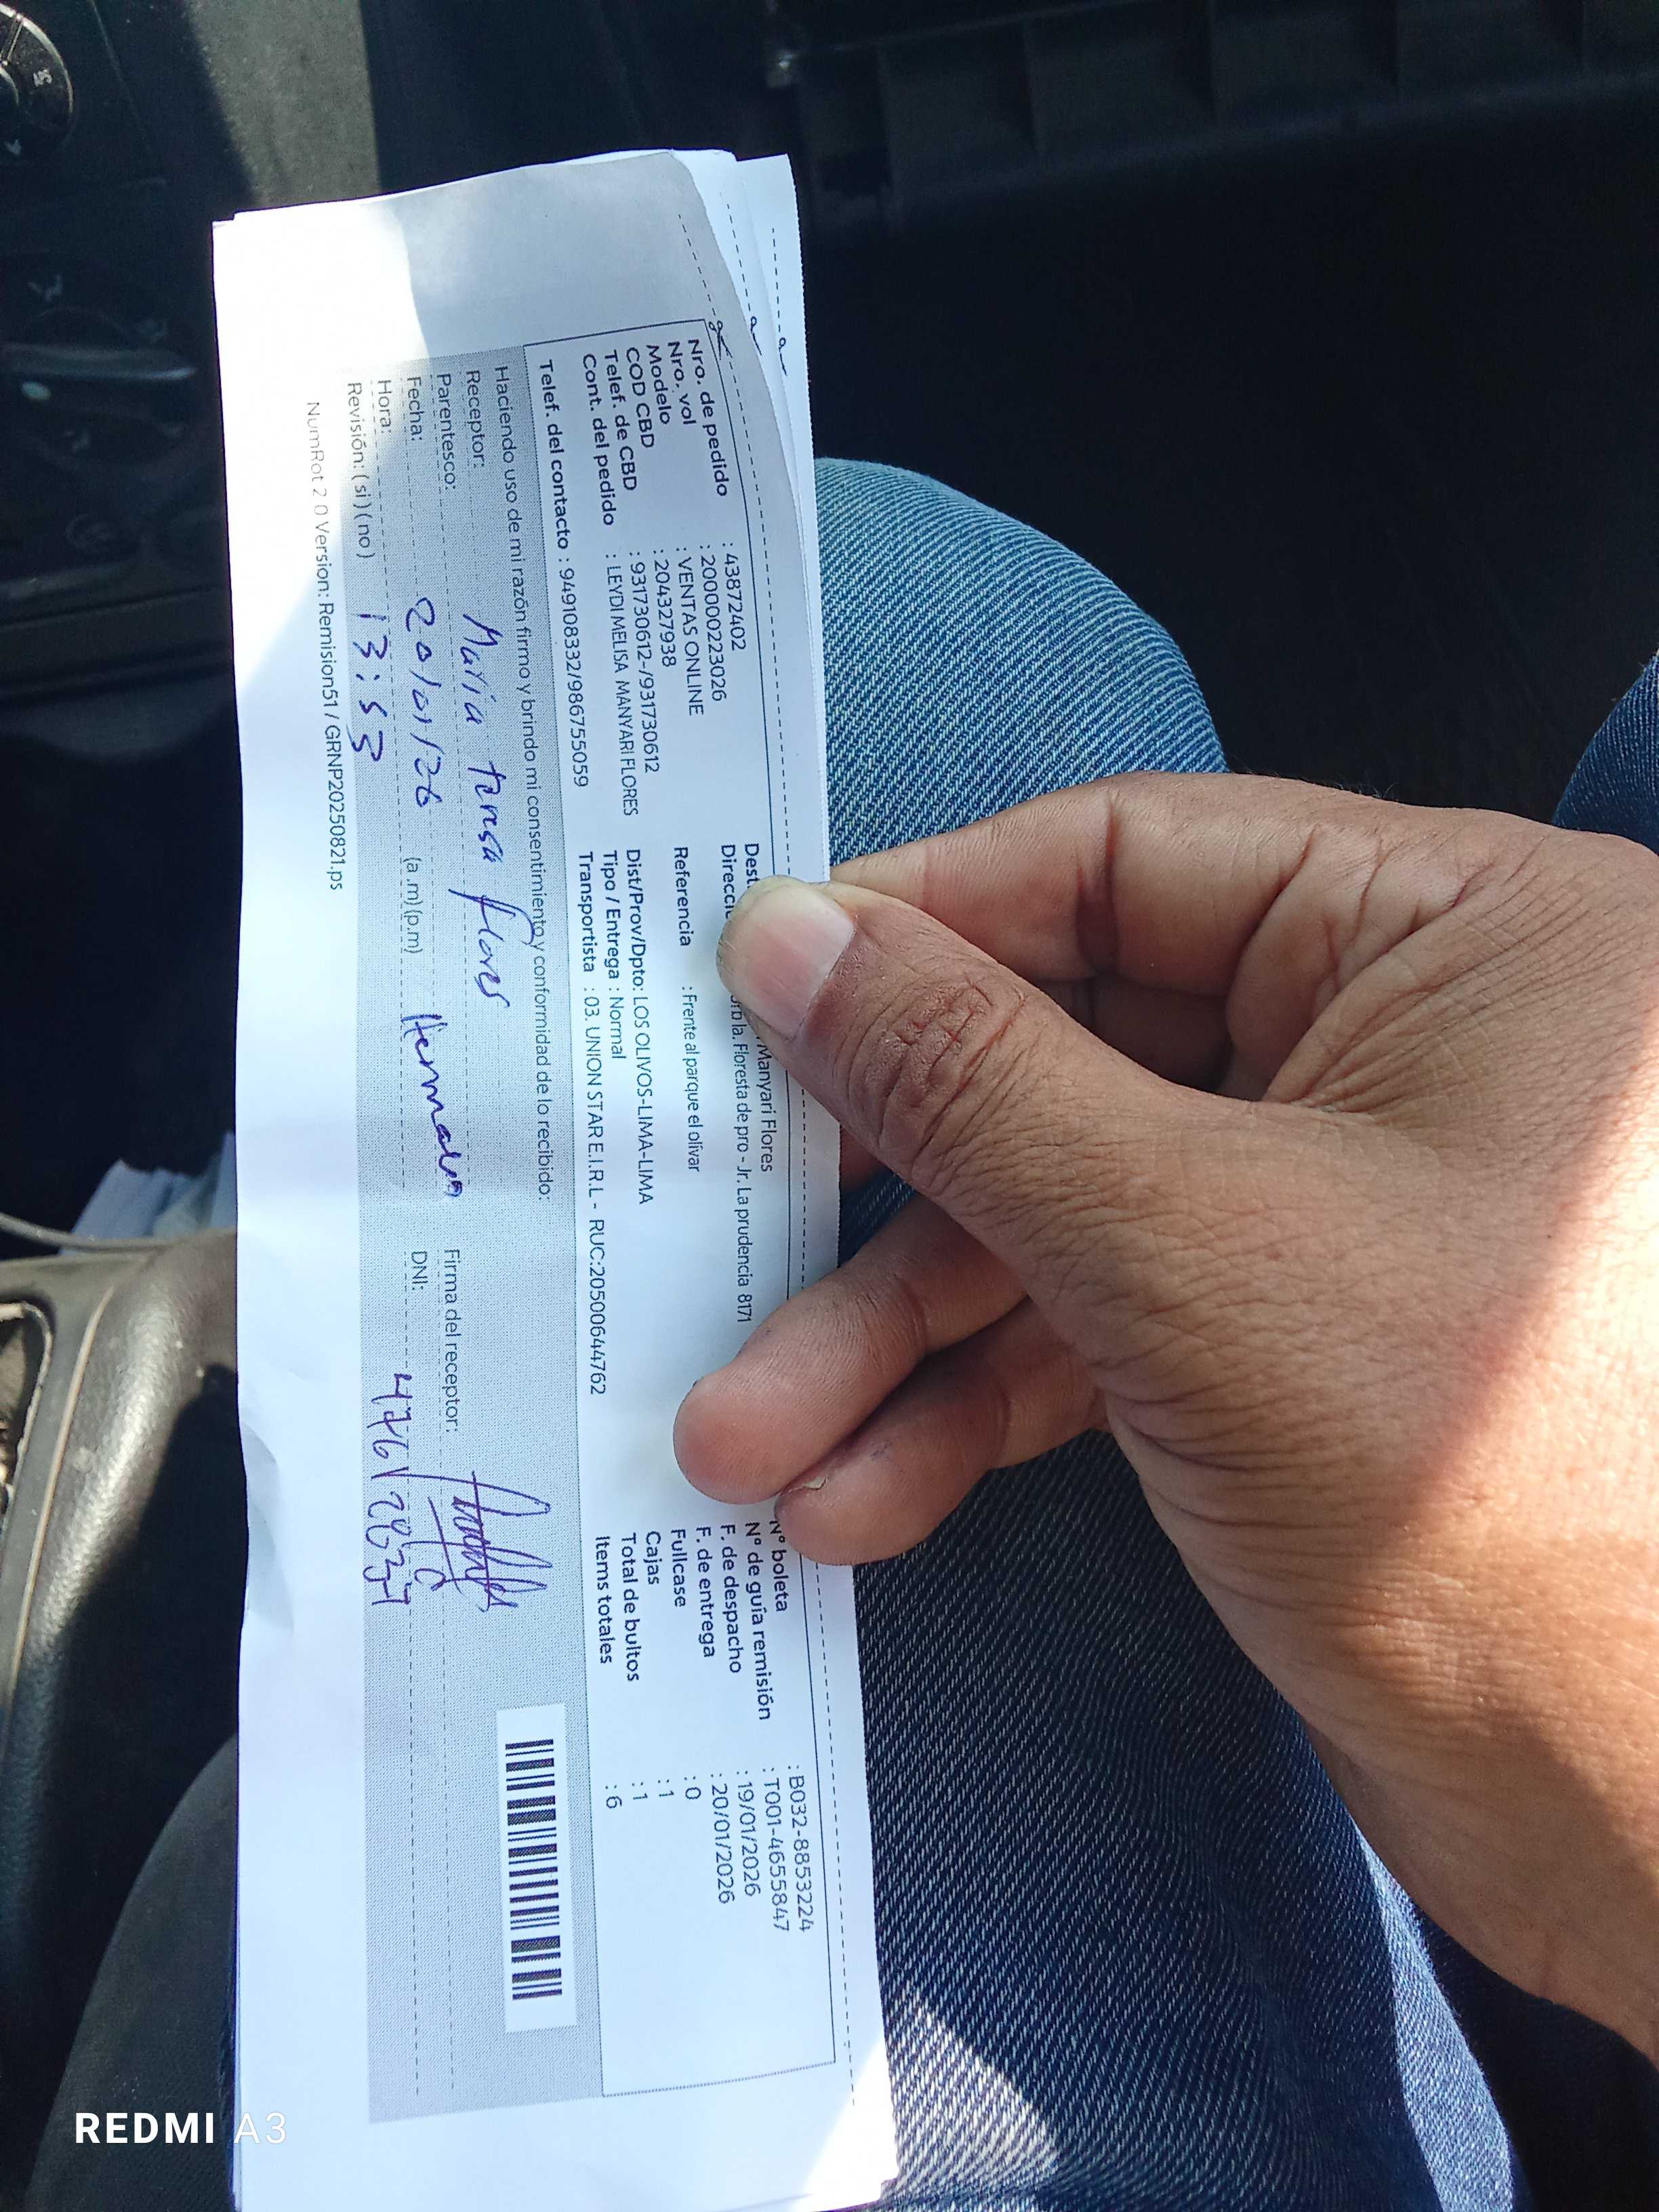 Nro. de pedido : 43872402
Nro. vol : 2000000223026
Modelo : VENTAS ONLINE
COD CBD : 204327938
Telef. de CBD : 931730612-/931730612
Cont. del pedido : LEYDI MELISA MANYARI FLORES
Telef. del contacto : 949108332/986755059
Manyari Flores
la. Floresta de pro - Jr. La prudencia 8171
Referencia : Frente al parque el olivar
Dist/Prov/Dpto: LOS OLIVOS-LIMA-LIMA
Tipo / Entrega : Normal
Transportista : 03. UNION STAR E.I.R.L - RUC:20500644762
N° boleta : B032-8853224
N° de guía remisión : T001-4655847
F. de despacho : 19/01/2026
F. de entrega : 20/01/2026
Fullcase : 0
Cajas : 1
Total de bultos : 1
Items totales : 6
Haciendo uso de mi razón firmo y brindo mi consentimiento y conformidad de lo recibido:
Receptor: Maria teresa flores
Parentesco: Hermana
Firma del receptor:
Fecha: 20/01/26
DNI:
Hora: 13:53 (a.m)(p.m)
Revisión: (si) (no)
NumRot 2 0 Version: Remision51 / GRNP20250821.ps
REDMI A3